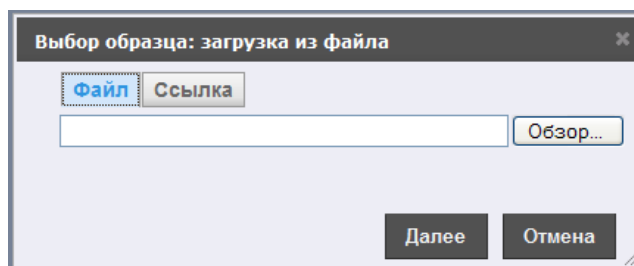 Выбор образца: загрузка из файла
Файл Ссылка
Обзор...
Далее Отмена